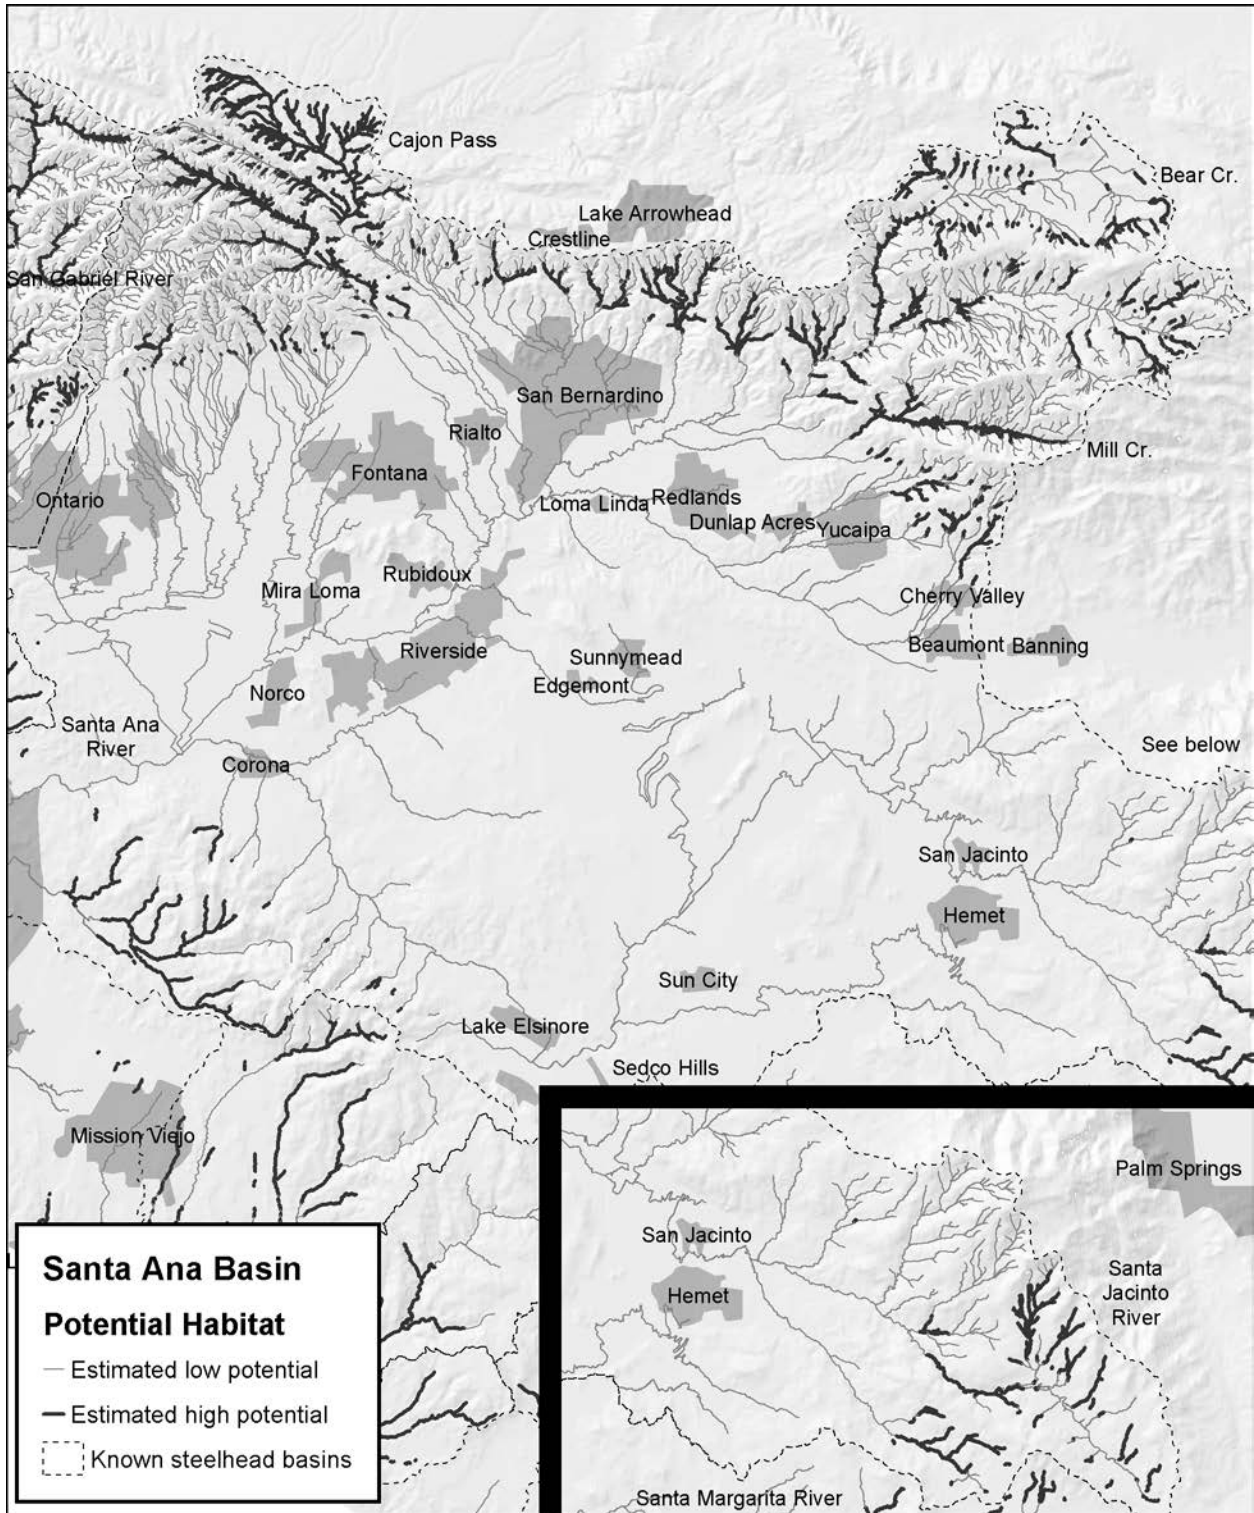 Cajon Pass
Bear Cr.
Lake Arrowhead
Crestline
San Gabriel River
San Bernardino
Rialto
Mill Cr.
Fontana
Ontario
Loma Linda
Redlands
Dunlap Acres
Yucaipa
Rubidoux
Mira Loma
Cherry Valley
Riverside
Sunnymead
Beaumont
Banning
Edgemont
Norco
Santa Ana
River
See below
Corona
San Jacinto
Hemet
Sun City
Lake Elsinore
Sedco Hills
Mission Viejo
Palm Springs
San Jacinto
Santa
Jacinto
River
Hemet
Santa Margarita River
Santa Ana Basin
Potential Habitat
Estimated low potential
Estimated high potential
Known steelhead basins